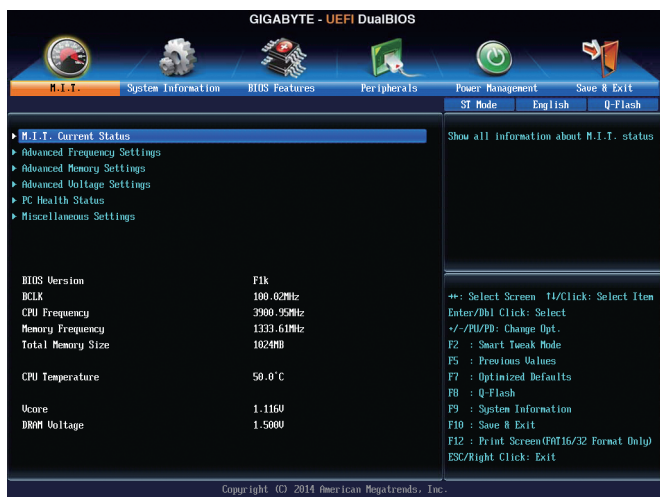 GIGABYTE - UEFI DualBIOS
M.I.T.
System Information
BIOS Features
Peripherals
Power Management
Save & Exit
ST Mode
English
Q-Flash
M.I.T. Current Status
Advanced Frequency Settings
Advanced Memory Settings
Advanced Voltage Settings
PC Health Status
Miscellaneous Settings
Show all information about M.I.T. status
BIOS Version F1k
BCLK 100.02MHz
CPU Frequency 3900.95MHz
Memory Frequency 1333.61MHz
Total Memory Size 1024MB
CPU Temperature 50.0°C
Vcore 1.116V
DRAM Voltage 1.500V
→←: Select Screen ↑↓/Click: Select Item
Enter/Dbl Click: Select
+/-/PU/PD: Change Opt.
F2 : Smart Tweak Mode
F5 : Previous Values
F7 : Optimized Defaults
F8 : Q-Flash
F9 : System Information
F10 : Save & Exit
F12 : Print Screen(FAT16/32 Format Only)
ESC/Right Click: Exit
Copyright (C) 2014 American Megatrends, Inc.